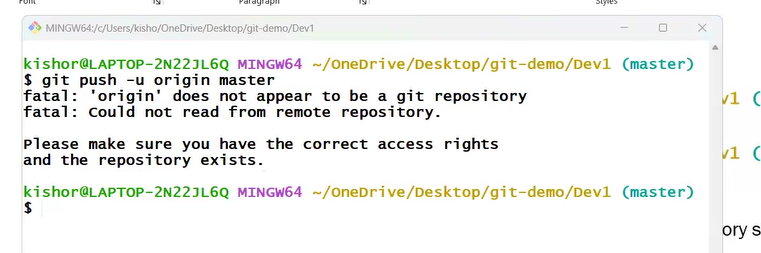 Font
Paragraph
Styles
MINGW64:/c/Users/kisho/OneDrive/Desktop/git-demo/Dev1
kishor@LAPTOP-2N22JL6Q MINGW64 ~/OneDrive/Desktop/git-demo/Dev1 (master)
$ git push -u origin master
fatal: 'origin' does not appear to be a git repository
fatal: Could not read from remote repository.
Please make sure you have the correct access rights
and the repository exists.
kishor@LAPTOP-2N22JL6Q MINGW64 ~/OneDrive/Desktop/git-demo/Dev1 (master)
$
v1 (
v1 (
ory s